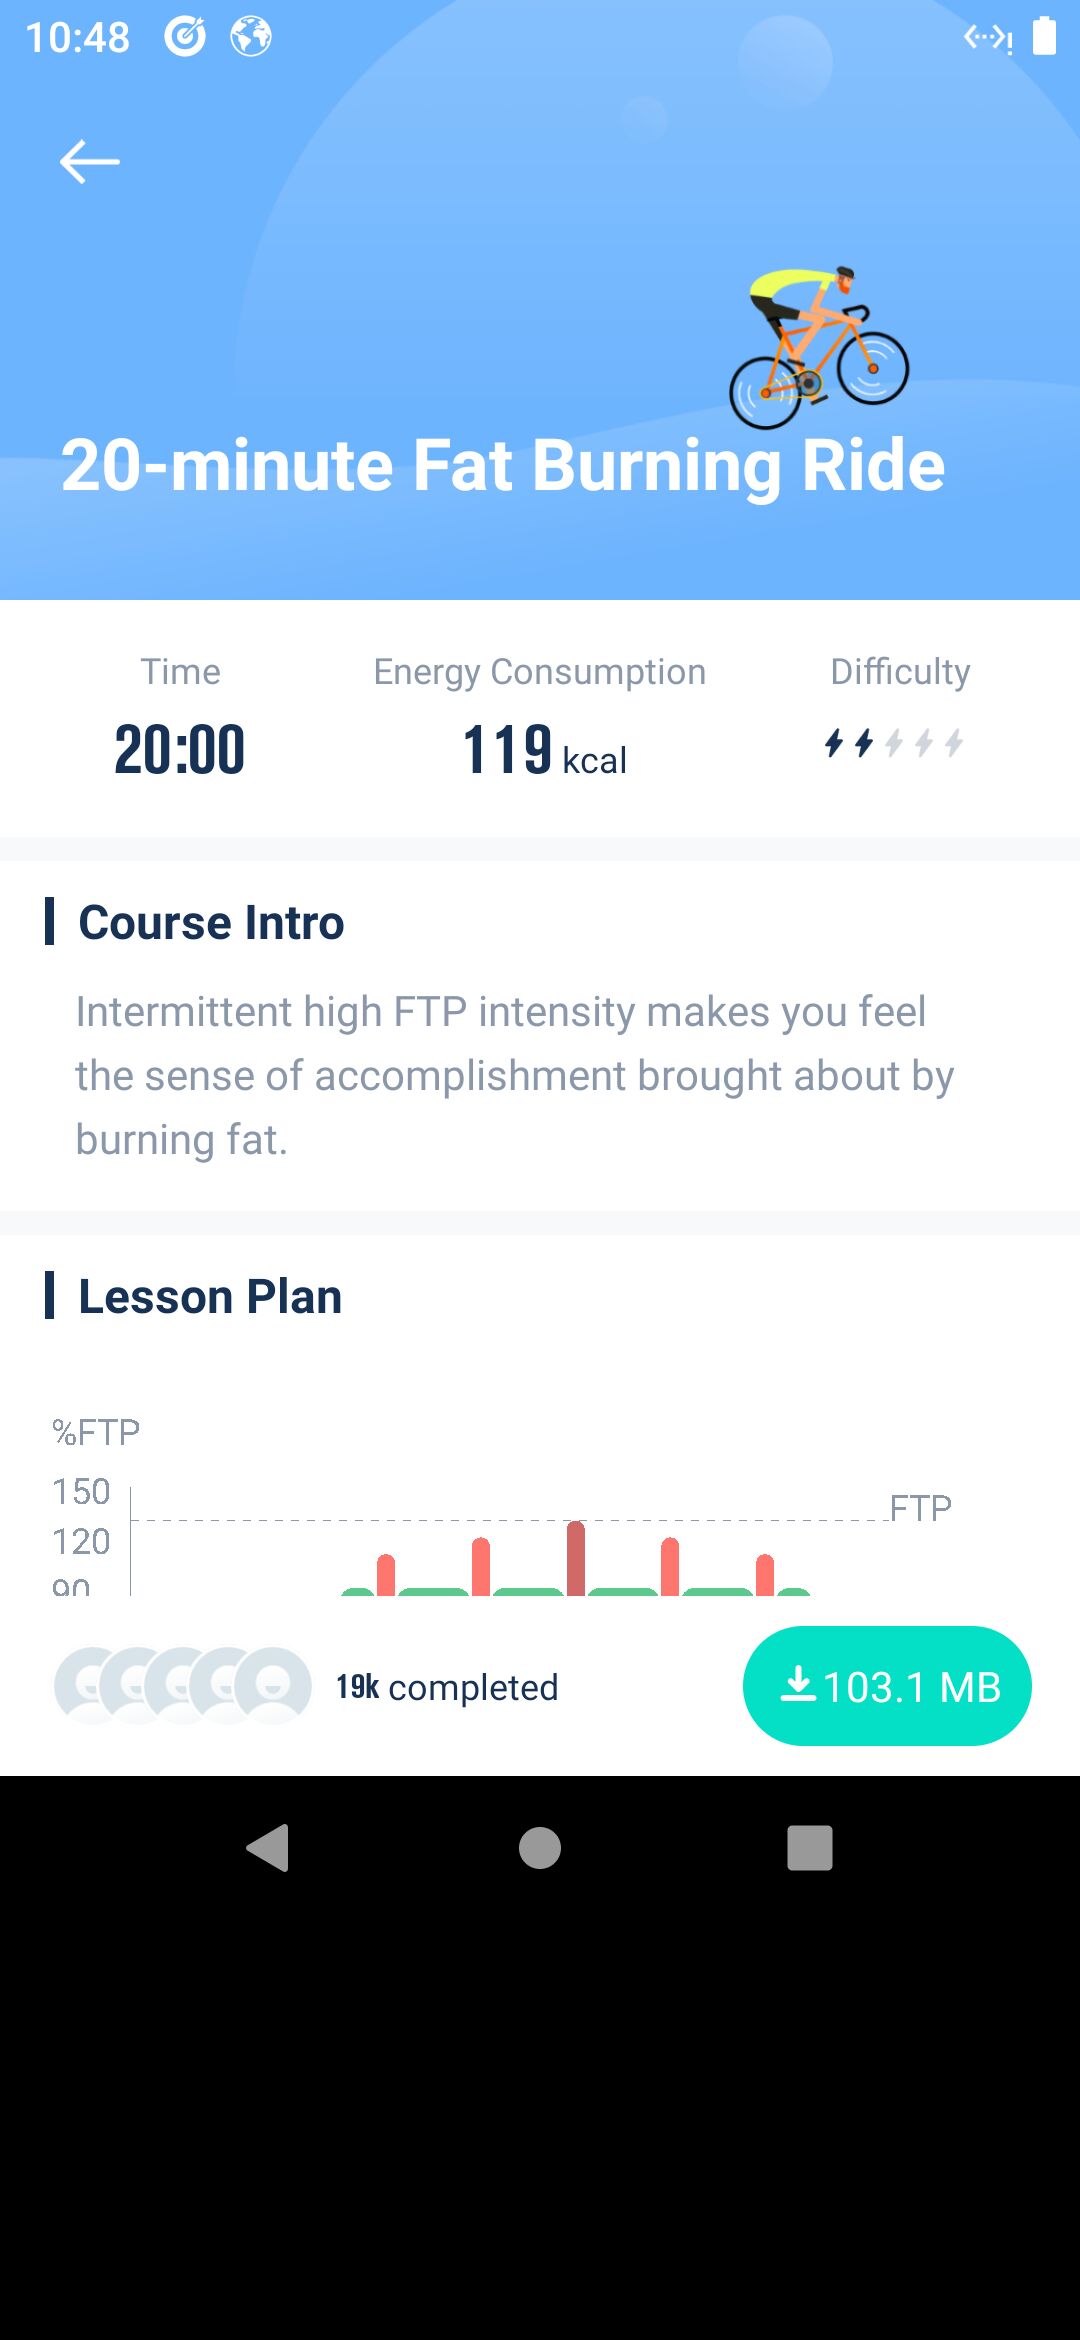 10:48
20-minute Fat Burning Ride
Time
Energy Consumption
Difficulty
20:00
119 kcal
Course Intro
Intermittent high FTP intensity makes you feel
the sense of accomplishment brought about by
burning fat.
Lesson Plan
%FTP
150
FTP
120
90
19k completed
103.1 MB